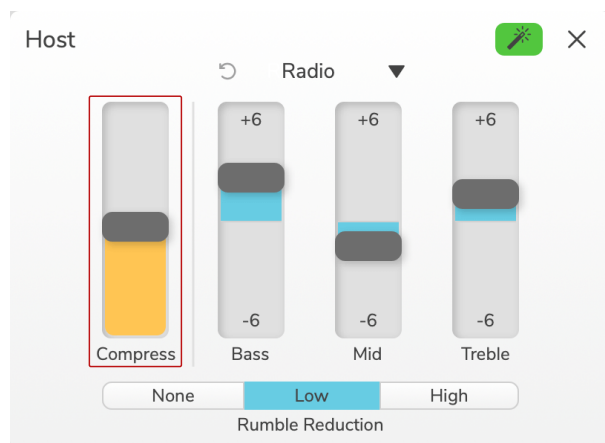 Host
Radio
+6 +6 +6
-6 -6 -6
Compress Bass Mid Treble
None Low High
Rumble Reduction